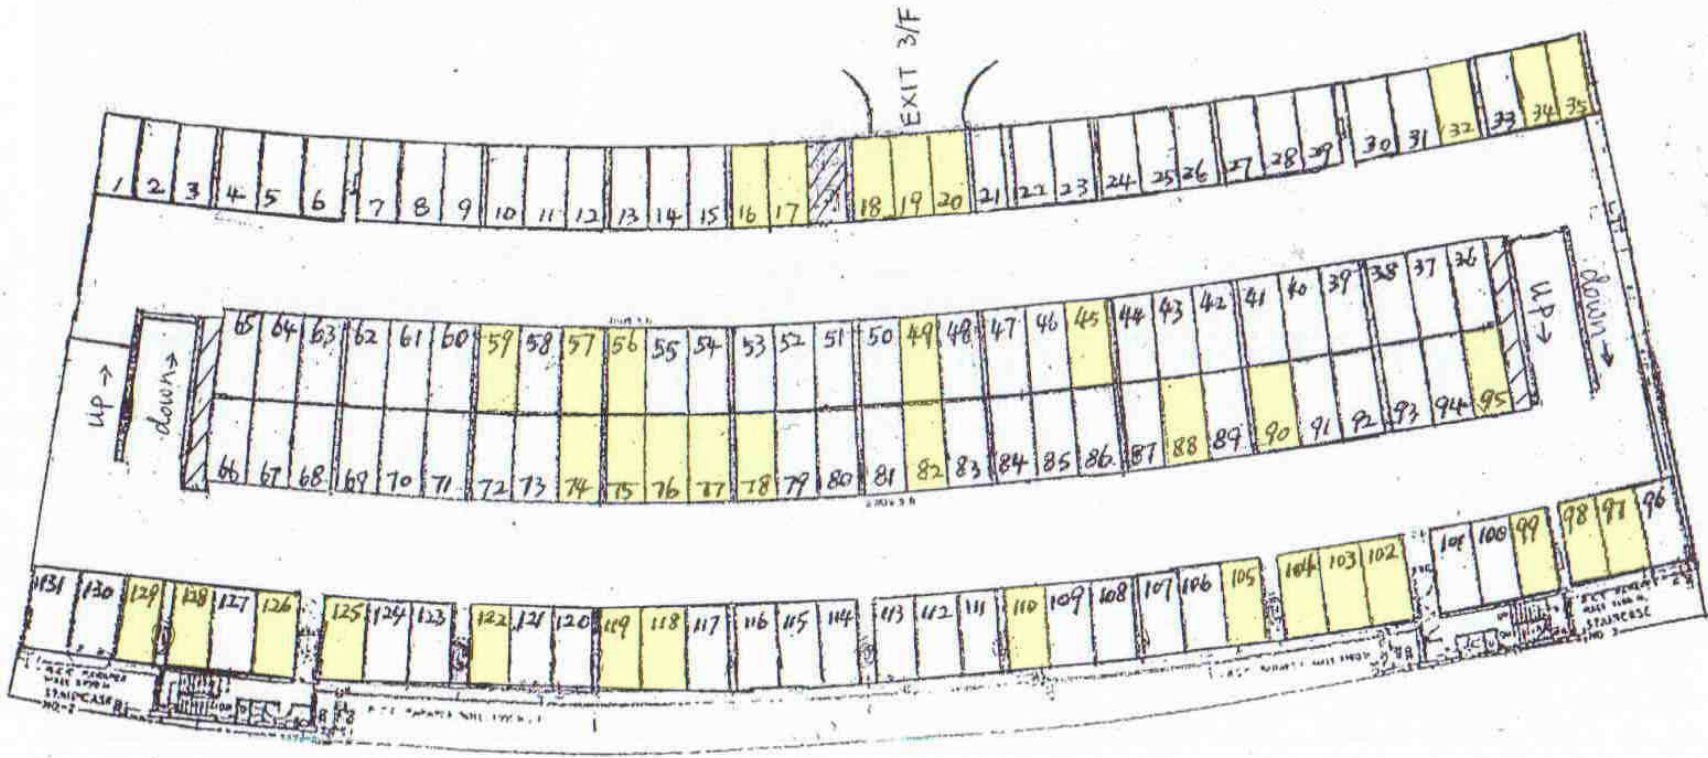 EXIT 3/F
1 2 3 4 5 6 7 8 9 10 11 12 13 14 15 16 17 18 19 20 21 22 23 24 25 26 27 28 29 30 31 32 33 34 35
65 64 63 62 61 60 59 58 57 56 55 54 53 52 51 50 49 48 47 46 45 44 43 42 41 40 39 38 37 36
up →
down →
UP →
down →
66 67 68 69 70 71 72 73 74 75 76 77 78 79 80 81 82 83 84 85 86 87 88 89 90 91 92 93 94 95
131 130 129 128 127 126 125 124 123 122 121 120 119 118 117 116 115 114 113 112 111 110 109 108 107 106 105 104 103 102 101 100 99 98 97 96
STAIRCASE
STAIRCASE